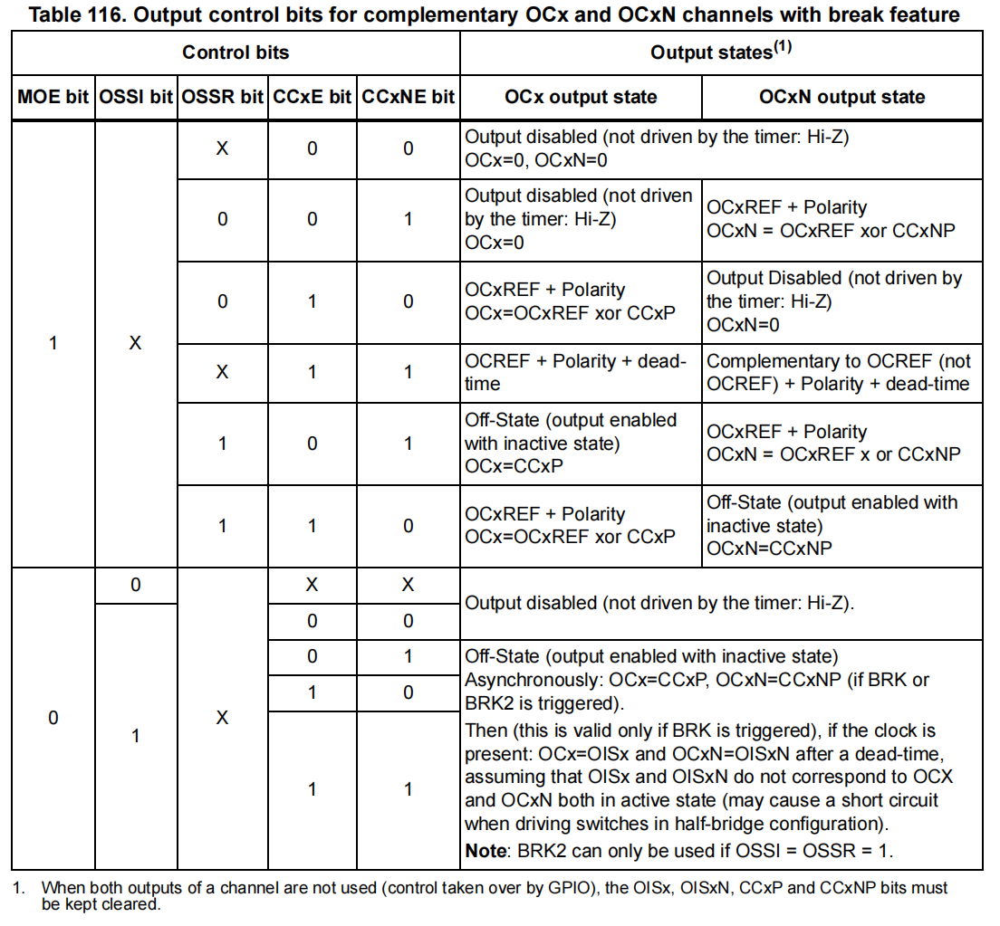 Table 116. Output control bits for complementary OCx and OCxN channels with break feature
Control bits
Output states(1)
MOE bit
OSSI bit
OSSR bit
CCxE bit
CCxNE bit
OCx output state
OCxN output state
1
X
X
0
0
Output disabled (not driven by the timer: Hi-Z)
OCx=0, OCxN=0
0
0
1
Output disabled (not driven
by the timer: Hi-Z)
OCx=0
OCxREF + Polarity
OCxN = OCxREF xor CCxNP
0
1
0
OCxREF + Polarity
OCx=OCxREF xor CCxP
Output Disabled (not driven by
the timer: Hi-Z)
OCxN=0
X
1
1
OCREF + Polarity + dead-
time
Complementary to OCREF (not
OCREF) + Polarity + dead-time
1
0
1
Off-State (output enabled
with inactive state)
OCx=CCxP
OCxREF + Polarity
OCxN = OCxREF x or CCxNP
1
1
0
OCxREF + Polarity
OCx=OCxREF xor CCxP
Off-State (output enabled with
inactive state)
OCxN=CCxNP
0
0
X
X
X
Output disabled (not driven by the timer: Hi-Z).
1
0
0
0
1
Off-State (output enabled with inactive state)
Asynchronously: OCx=CCxP, OCxN=CCxNP (if BRK or
BRK2 is triggered).
Then (this is valid only if BRK is triggered), if the clock is
present: OCx=OISx and OCxN=OISxN after a dead-time,
assuming that OISx and OISxN do not correspond to OCX
and OCxN both in active state (may cause a short circuit
when driving switches in half-bridge configuration).
Note: BRK2 can only be used if OSSI = OSSR = 1.
1
0
1
1
1. When both outputs of a channel are not used (control taken over by GPIO), the OISx, OISxN, CCxP and CCxNP bits must
be kept cleared.